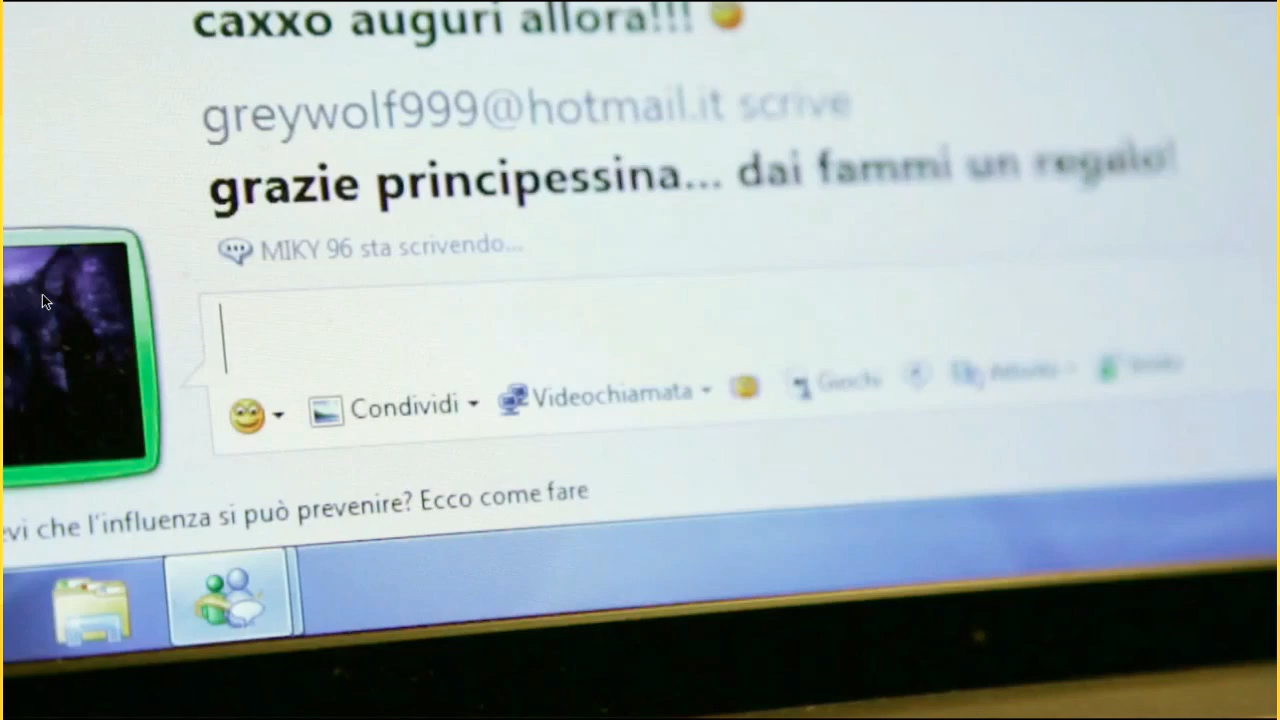 caxxo auguri allora!!!
greywolf999@hotmail.it scrive
grazie principessina... dai fammi un regalo!
MIKY 96 sta scrivendo...
Condividi Videochiamata Giochi
evi che l'influenza si può prevenire? Ecco come fare